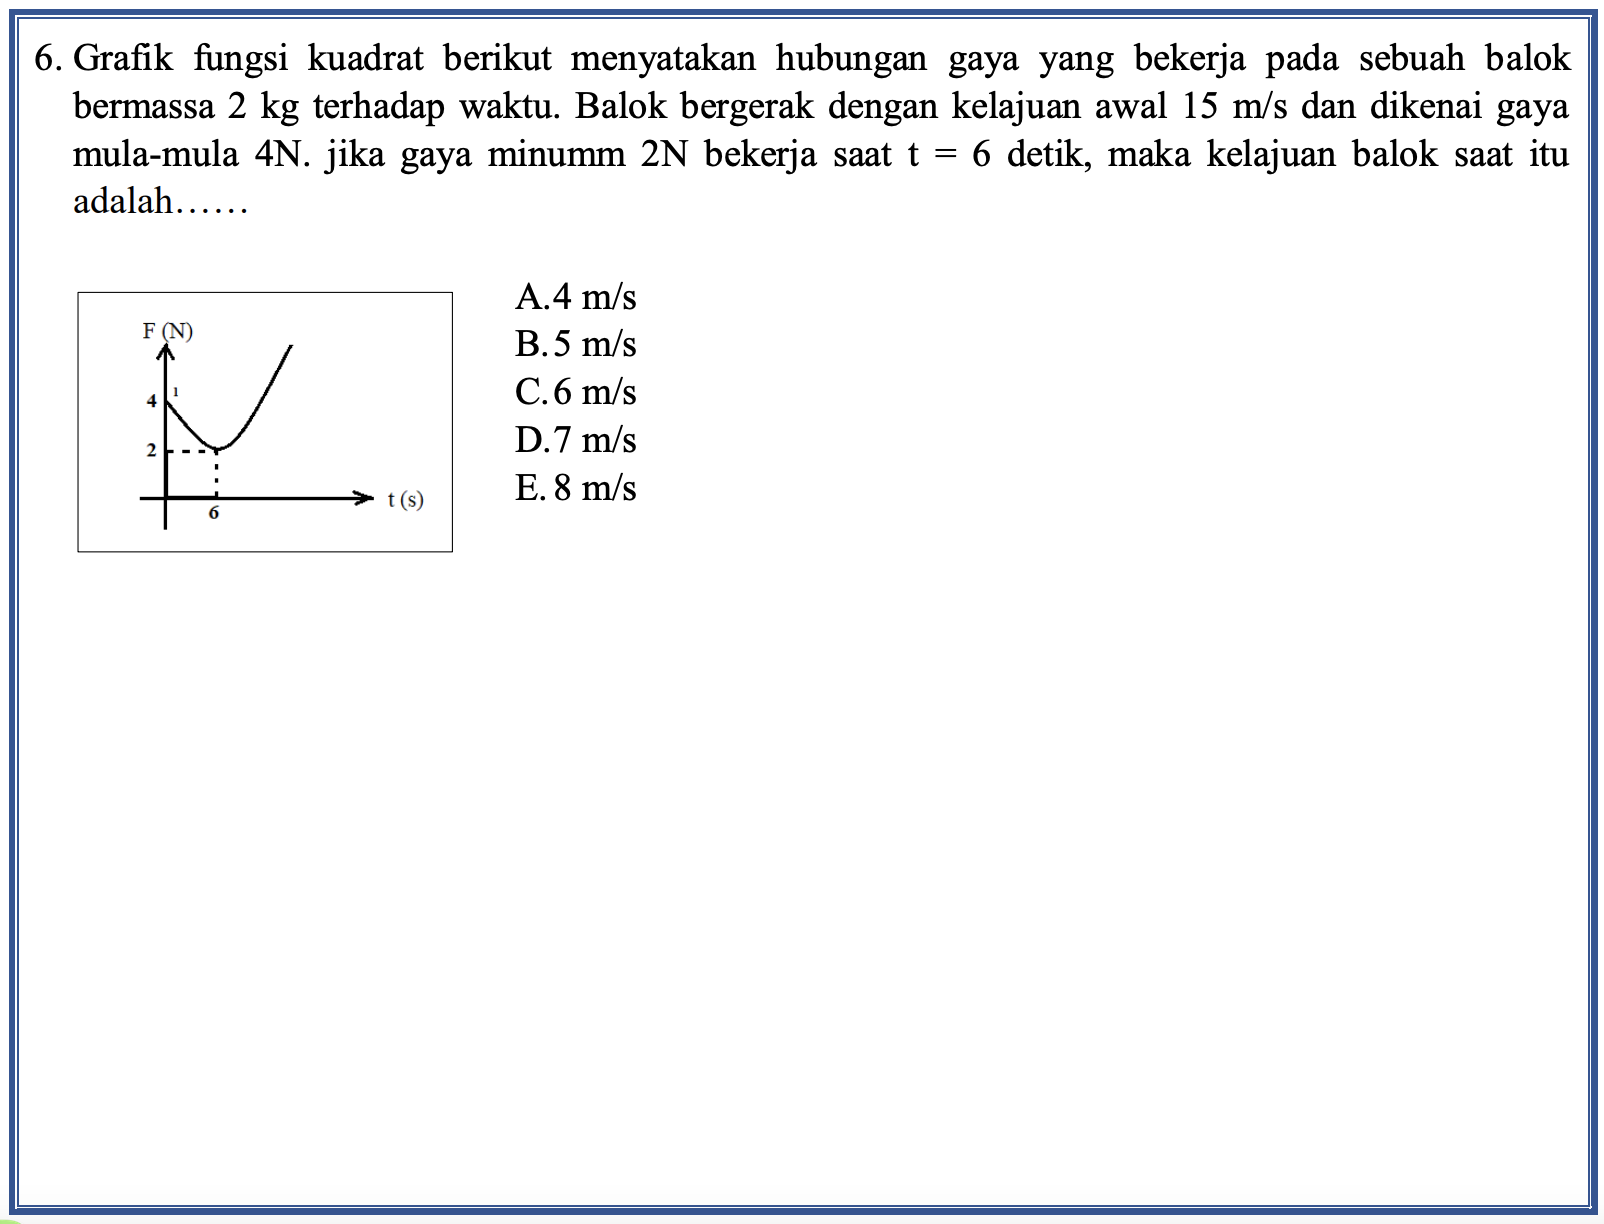 6. Grafik fungsi kuadrat berikut menyatakan hubungan gaya yang bekerja pada sebuah balok
bermassa 2 kg terhadap waktu. Balok bergerak dengan kelajuan awal 15 m/s dan dikenai gaya
mula-mula 4N. jika gaya minumm 2N bekerja saat t = 6 detik, maka kelajuan balok saat itu
adalah......
F (N)
1
4
2
6
t (s)
A.4 m/s
B.5 m/s
C.6 m/s
D.7 m/s
E. 8 m/s